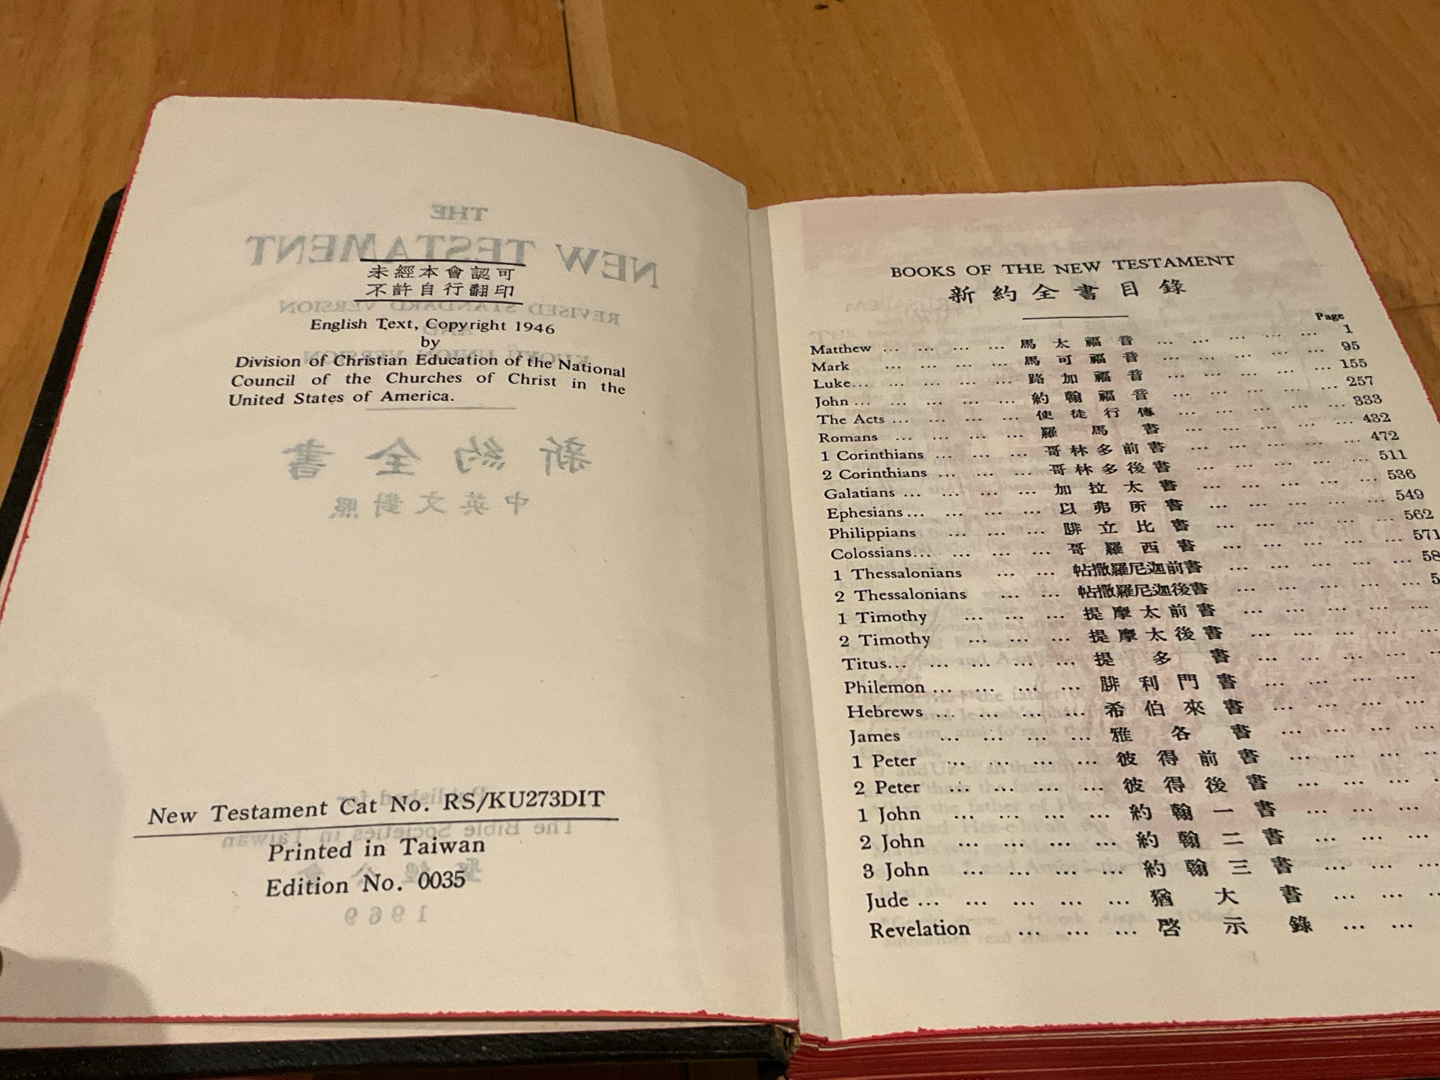 未經本會認可
不許自行翻印
English Text, Copyright 1946
by
Division of Christian Education of the National
Council of the Churches of Christ in the
United States of America.
New Testament Cat No. RS/KU273DIT
Printed in Taiwan
Edition No. 0035
THE
NEW TESTAMENT
REVISED STANDARD VERSION
新約全書
中英文對照
Published for
The Bible Societies in Taiwan
1969
BOOKS OF THE NEW TESTAMENT
新約全書目錄
Page
Matthew ... ... ... ... 馬太福音 ... ... ... ... ... 1
Mark ... ... ... ... 馬可福音 ... ... ... ... ... 95
Luke... ... ... ... ... 路加福音 ... ... ... ... ... 155
John ... ... ... ... ... 約翰福音 ... ... ... ... ... 257
The Acts ... ... ... ... 使徒行傳 ... ... ... ... ... 333
Romans ... ... ... ... 羅馬書 ... ... ... ... ... 432
1 Corinthians ... ... ... 哥林多前書 ... ... ... ... ... 472
2 Corinthians ... ... ... 哥林多後書 ... ... ... ... ... 511
Galatians ... ... ... ... 加拉太書 ... ... ... ... ... 536
Ephesians ... ... ... ... 以弗所書 ... ... ... ... ... 549
Philippians ... ... ... 腓立比書 ... ... ... ... ... 562
Colossians... ... ... ... 哥羅西書 ... ... ... ... ... 571
1 Thessalonians ... ... 帖撒羅尼迦前書 ... ... ... ... ... 58
2 Thessalonians ... ... 帖撒羅尼迦後書 ... ... ... ... ... 5
1 Timothy ... ... ... 提摩太前書 ... ... ... ... ...
2 Timothy ... ... ... 提摩太後書 ... ... ... ... ...
Titus... ... ... ... ... 提多書 ... ... ... ... ...
Philemon ... ... ... ... 腓利門書 ... ... ... ...
Hebrews ... ... ... ... 希伯來書 ... ... ... ...
James ... ... ... ... 雅各書 ... ... ... ...
1 Peter ... ... ... ... 彼得前書 ... ... ... ...
2 Peter ... ... ... ... 彼得後書 ... ... ... ...
1 John ... ... ... ... 約翰一書 ... ... ...
2 John ... ... ... ... 約翰二書 ... ... ...
3 John ... ... ... ... 約翰三書 ... ... ...
Jude ... ... ... ... ... 猶大書 ... ... ...
Revelation ... ... ... 啓示錄 ... ...